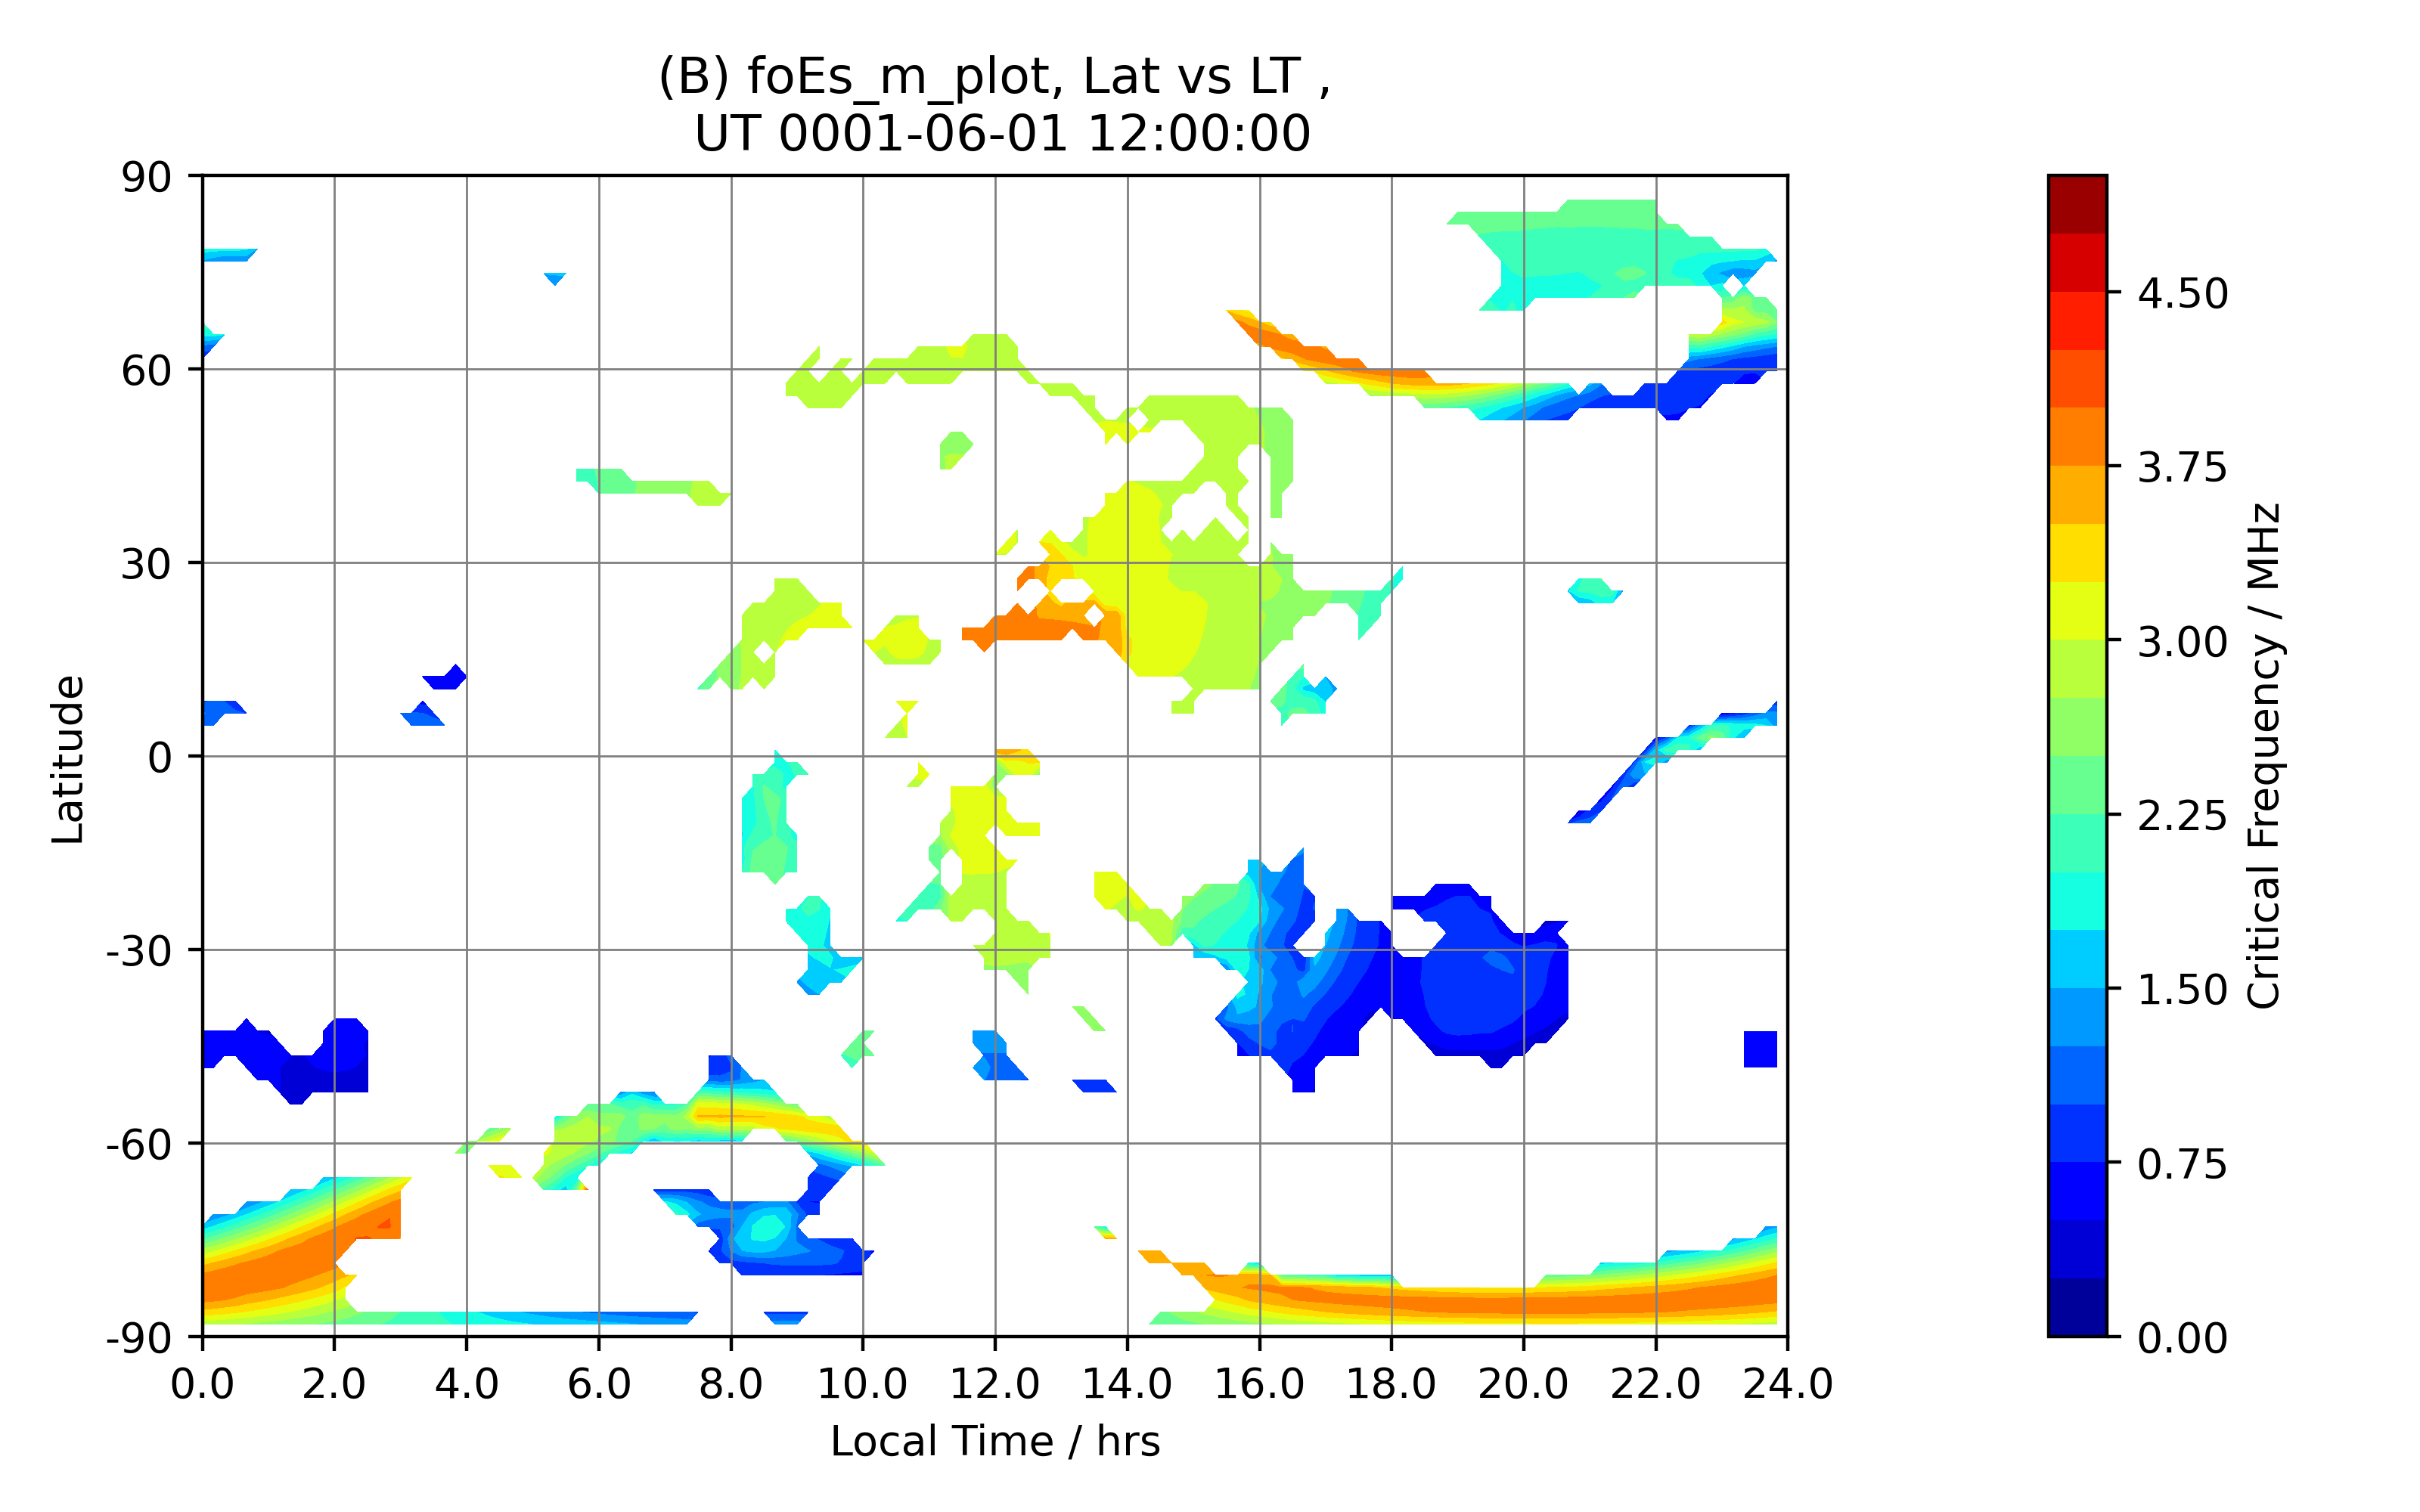 (B) foEs_m_plot, Lat vs LT ,
UT 0001-06-01 12:00:00
90
60
30
0
-30
-60
-90
Latitude
0.0 2.0 4.0 6.0 8.0 10.0 12.0 14.0 16.0 18.0 20.0 22.0 24.0
Local Time / hrs
4.50
3.75
3.00
2.25
1.50
0.75
0.00
Critical Frequency / MHz